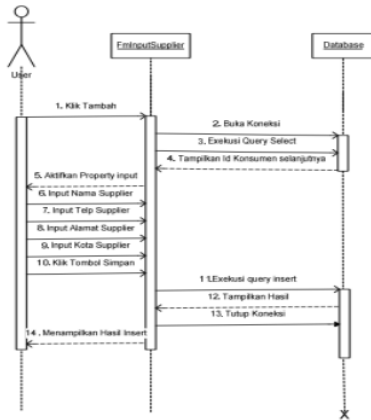 FmInputSupplier
Database
User
1. Klik Tambah
2. Buka Koneksi
3. Exekusi Query Select
4. Tampilkan Id Konsumen selanjutnya
5. Aktifkan Property input
6. Input Nama Supplier
7. Input Telp Supplier
8. Input Alamat Supplier
9. Input Kota Supplier
10. Klik Tombol Simpan
11.Exekusi query insert
12. Tampilkan Hasil
13. Tutup Koneksi
14. Menampilkan Hasil Insert
X